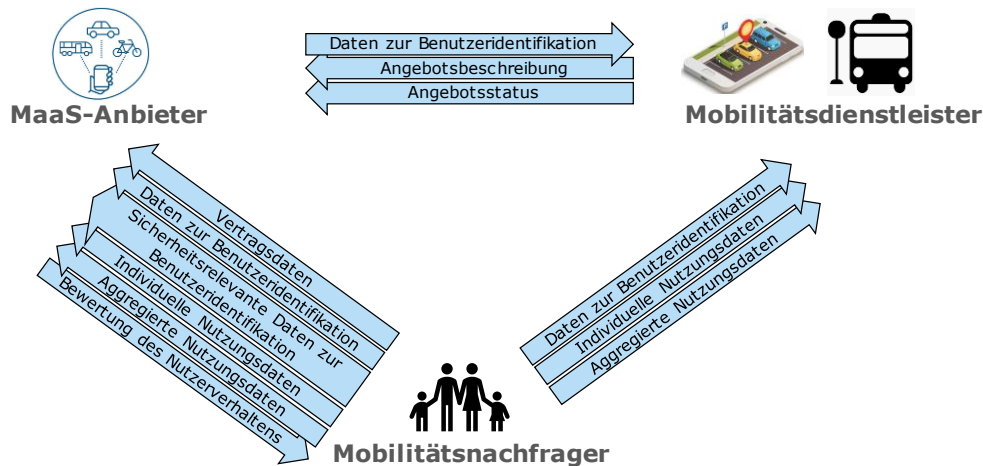 Daten zur Benutzeridentifikation
Angebotsbeschreibung
Angebotsstatus
MaaS-Anbieter
Mobilitätsdienstleister
Vertragsdaten
Daten zur Benutzeridentifikation
Sicherheitsrelevante Daten zur
Benutzeridentifikation
Individuelle Nutzungsdaten
Aggregierte Nutzungsdaten
Bewertung des Nutzerverhaltens
Daten zur Benutzeridentifikation
Individuelle Nutzungsdaten
Aggregierte Nutzungsdaten
Mobilitätsnachfrager